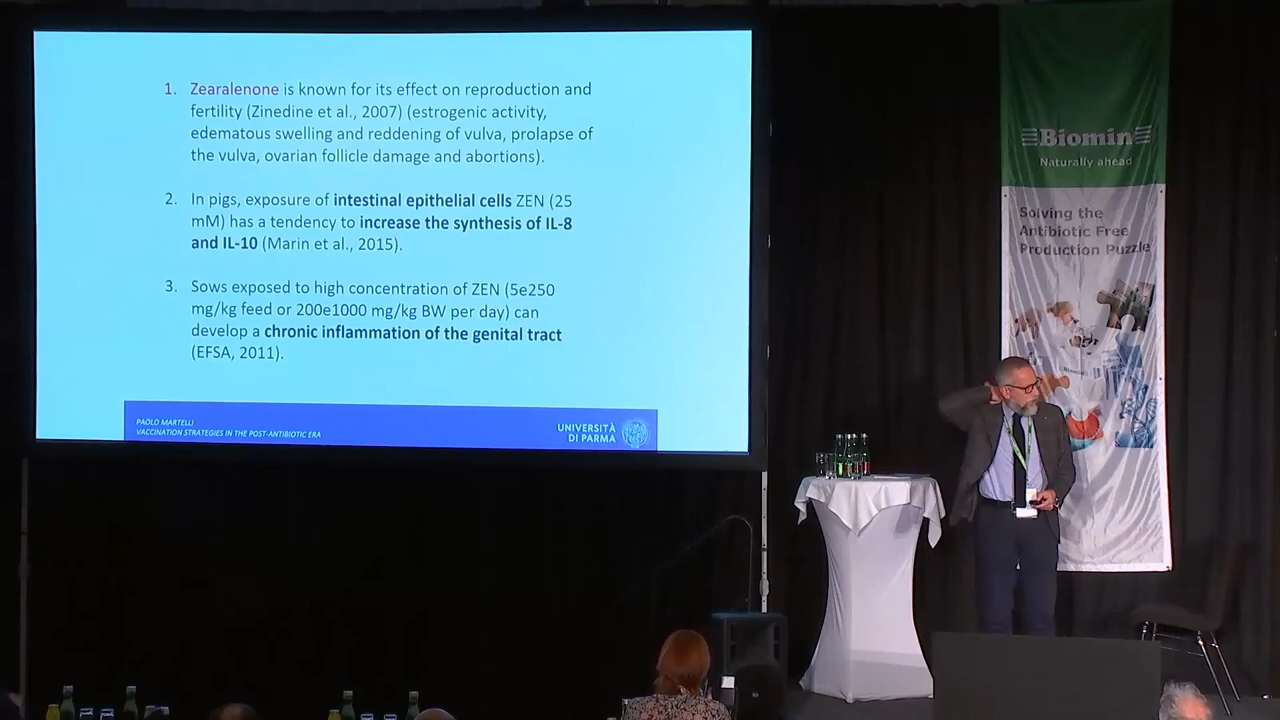 1. Zearalenone is known for its effect on reproduction and
fertility (Zinedine et al., 2007) (estrogenic activity,
edematous swelling and reddening of vulva, prolapse of
the vulva, ovarian follicle damage and abortions).
2. In pigs, exposure of intestinal epithelial cells ZEN (25
mM) has a tendency to increase the synthesis of IL-8
and IL-10 (Marin et al., 2015).
3. Sows exposed to high concentration of ZEN (5e250
mg/kg feed or 200e1000 mg/kg BW per day) can
develop a chronic inflammation of the genital tract
(EFSA, 2011).
PAOLO MARTELLI
VACCINATION STRATEGIES IN THE POST-ANTIBIOTIC ERA
UNIVERSITÀ
DI PARMA
Biomin
Naturally ahead
Solving the
Antibiotic Free
Production Puzzle